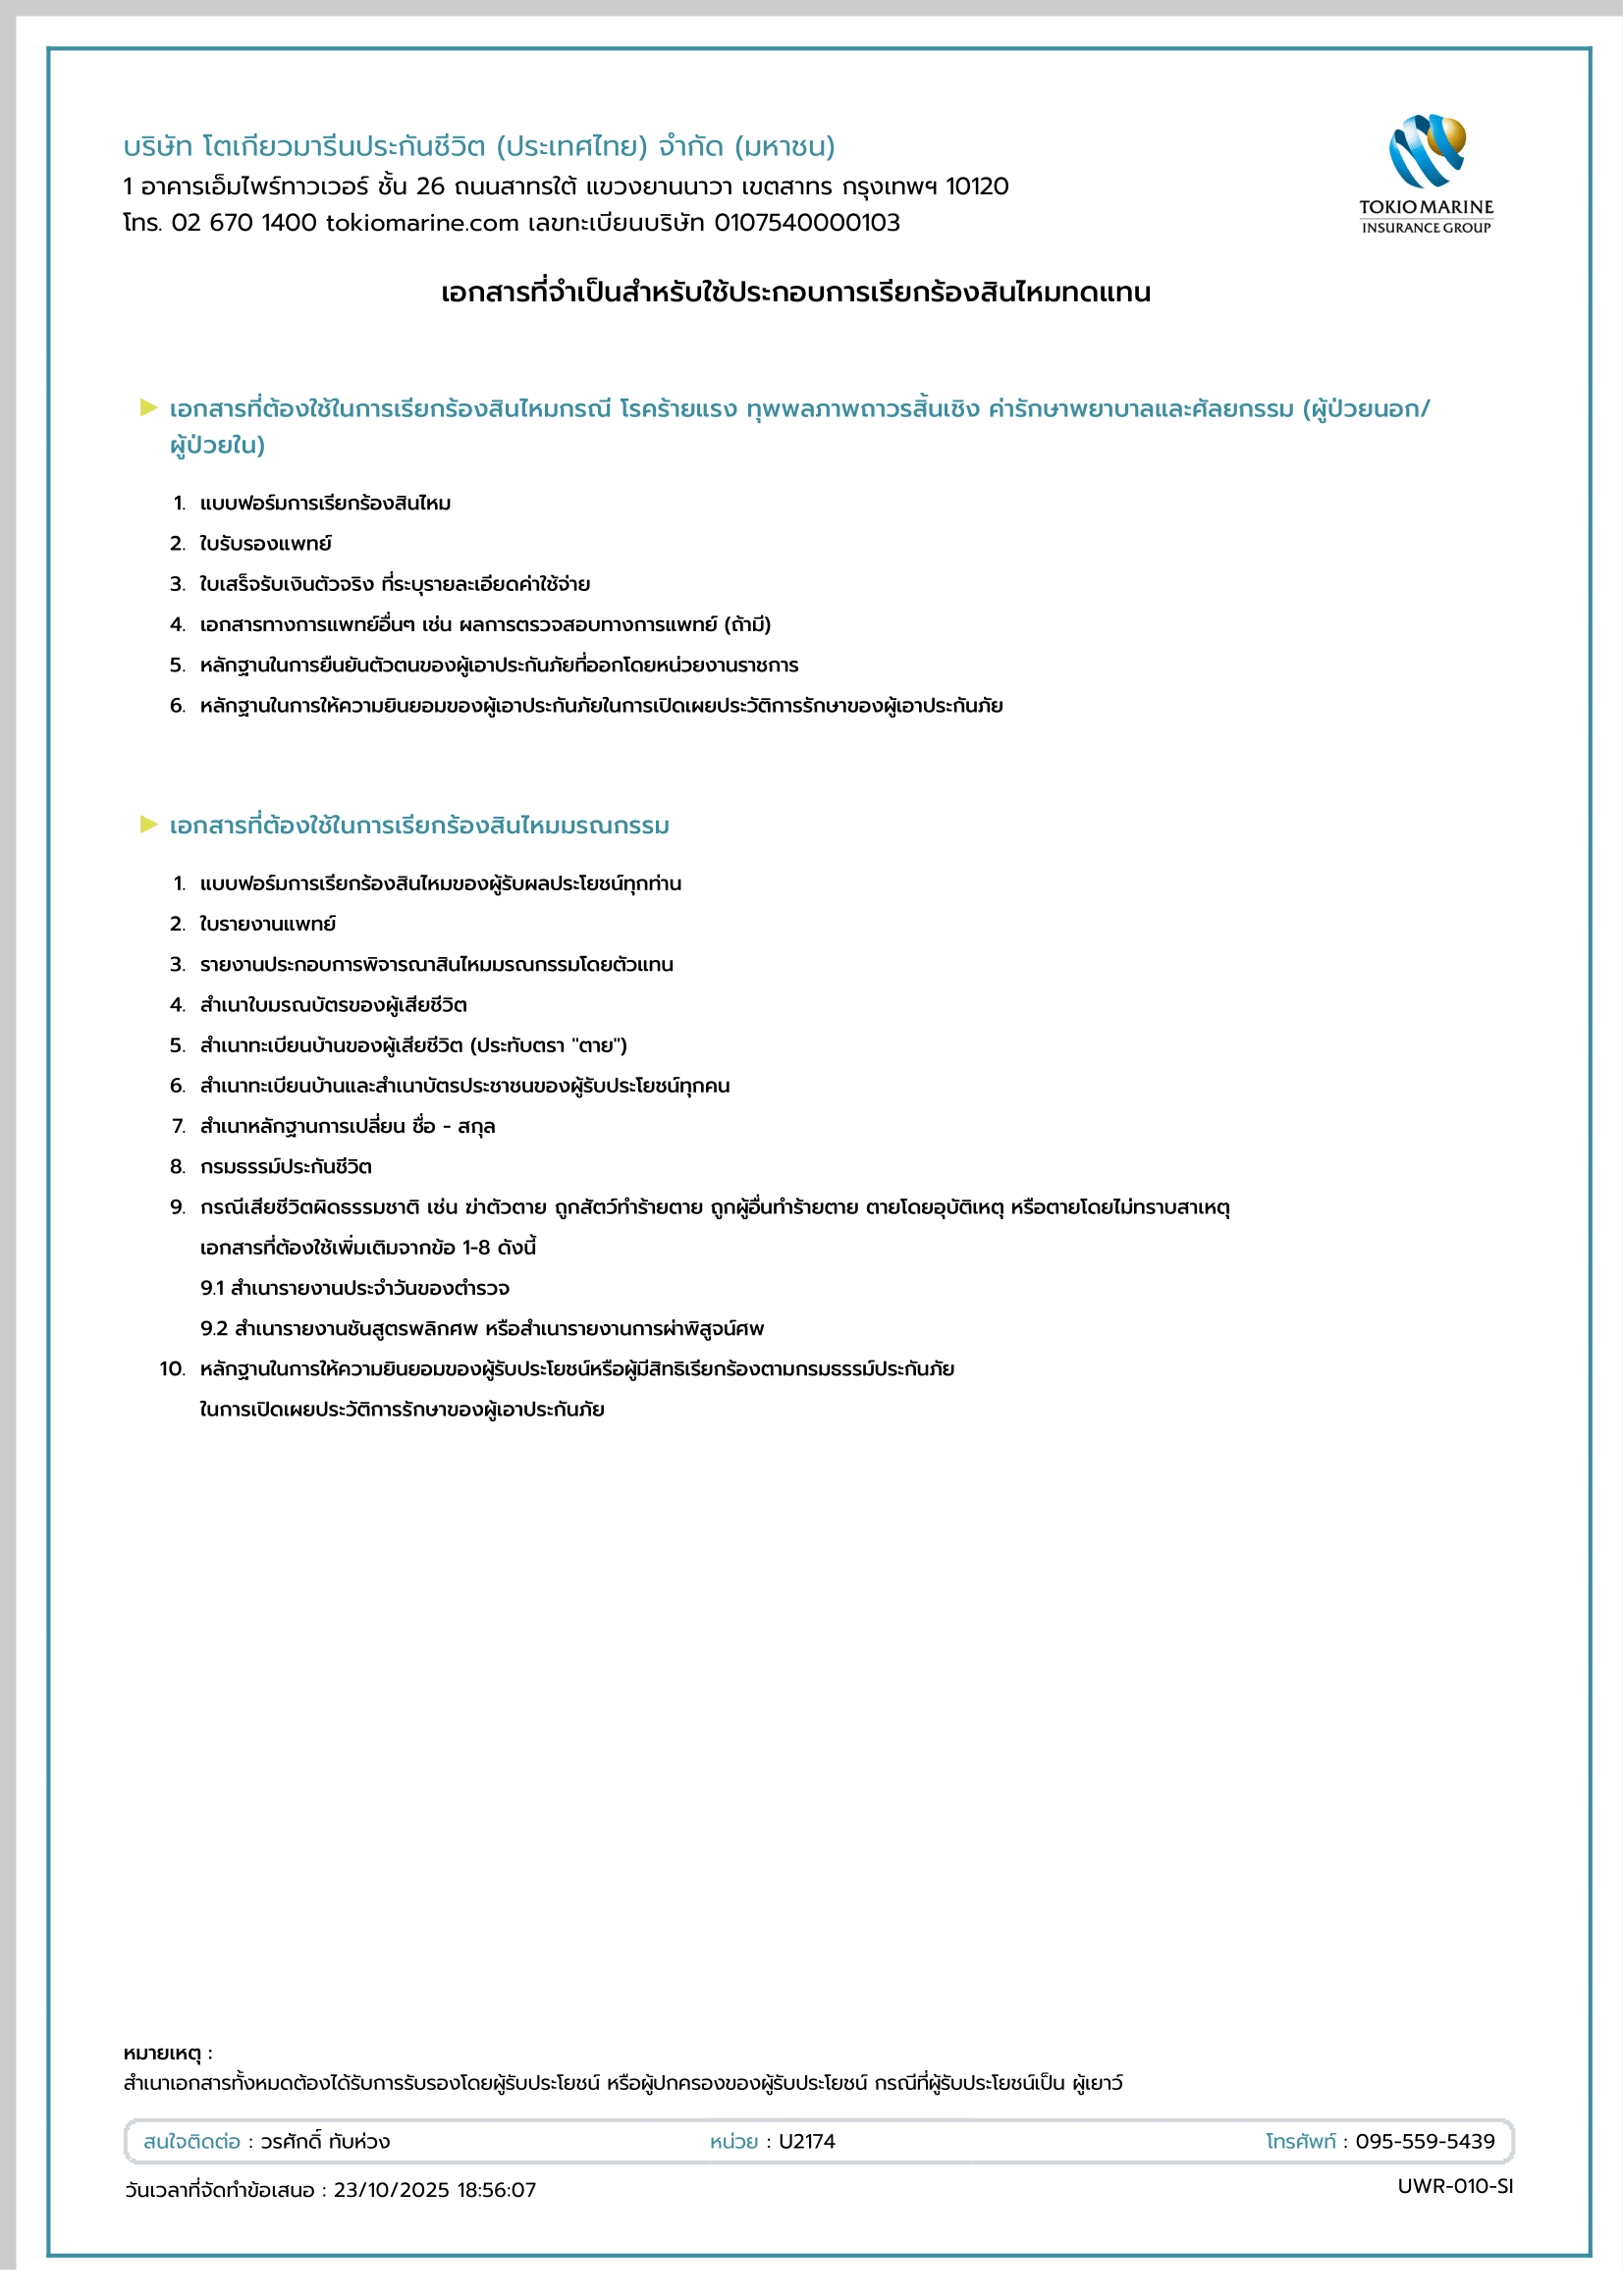 บริษัท โตเกียวมารีนประกันชีวิต (ประเทศไทย) จำกัด (มหาชน)
1 อาคารเอ็มไพร์ทาวเวอร์ ชั้น 26 ถนนสาทรใต้ แขวงยานนาวา เขตสาทร กรุงเทพฯ 10120
โทร. 02 670 1400 tokiomarine.com เลขทะเบียนบริษัท 0107540000103
TOKIO MARINE
INSURANCE GROUP
เอกสารที่จำเป็นสำหรับใช้ประกอบการเรียกร้องสินไหมทดแทน
เอกสารที่ต้องใช้ในการเรียกร้องสินไหมกรณี โรคร้ายแรง ทุพพลภาพถาวรสิ้นเชิง ค่ารักษาพยาบาลและศัลยกรรม (ผู้ป่วยนอก/
ผู้ป่วยใน)
1. แบบฟอร์มการเรียกร้องสินไหม
2. ใบรับรองแพทย์
3. ใบเสร็จรับเงินตัวจริง ที่ระบุรายละเอียดค่าใช้จ่าย
4. เอกสารทางการแพทย์อื่นๆ เช่น ผลการตรวจสอบทางการแพทย์ (ถ้ามี)
5. หลักฐานในการยืนยันตัวตนของผู้เอาประกันภัยที่ออกโดยหน่วยงานราชการ
6. หลักฐานในการให้ความยินยอมของผู้เอาประกันภัยในการเปิดเผยประวัติการรักษาของผู้เอาประกันภัย
เอกสารที่ต้องใช้ในการเรียกร้องสินไหมมรณกรรม
1. แบบฟอร์มการเรียกร้องสินไหมของผู้รับผลประโยชน์ทุกท่าน
2. ใบรายงานแพทย์
3. รายงานประกอบการพิจารณาสินไหมมรณกรรมโดยตัวแทน
4. สำเนาใบมรณบัตรของผู้เสียชีวิต
5. สำเนาทะเบียนบ้านของผู้เสียชีวิต (ประทับตรา "ตาย")
6. สำเนาทะเบียนบ้านและสำเนาบัตรประชาชนของผู้รับประโยชน์ทุกคน
7. สำเนาหลักฐานการเปลี่ยน ชื่อ - สกุล
8. กรมธรรม์ประกันชีวิต
9. กรณีเสียชีวิตผิดธรรมชาติ เช่น ฆ่าตัวตาย ถูกสัตว์ทำร้ายตาย ถูกผู้อื่นทำร้ายตาย ตายโดยอุบัติเหตุ หรือตายโดยไม่ทราบสาเหตุ
เอกสารที่ต้องใช้เพิ่มเติมจากข้อ 1-8 ดังนี้
9.1 สำเนารายงานประจำวันของตำรวจ
9.2 สำเนารายงานชันสูตรพลิกศพ หรือสำเนารายงานการผ่าพิสูจน์ศพ
10. หลักฐานในการให้ความยินยอมของผู้รับประโยชน์หรือผู้มีสิทธิเรียกร้องตามกรมธรรม์ประกันภัย
ในการเปิดเผยประวัติการรักษาของผู้เอาประกันภัย
หมายเหตุ :
สำเนาเอกสารทั้งหมดต้องได้รับการรับรองโดยผู้รับประโยชน์ หรือผู้ปกครองของผู้รับประโยชน์ กรณีที่ผู้รับประโยชน์เป็น ผู้เยาว์
สนใจติดต่อ : วรศักดิ์ ทับห่วง หน่วย : U2174 โทรศัพท์ : 095-559-5439
วันเวลาที่จัดทำข้อเสนอ : 23/10/2025 18:56:07 UWR-010-SI